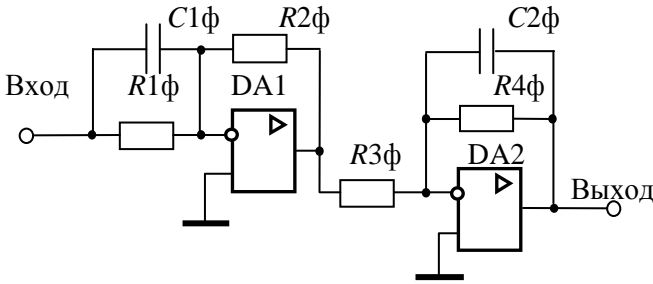 C1ф
R2ф
C2ф
Вход
R1ф
DA1
R4ф
R3ф
DA2
Выход